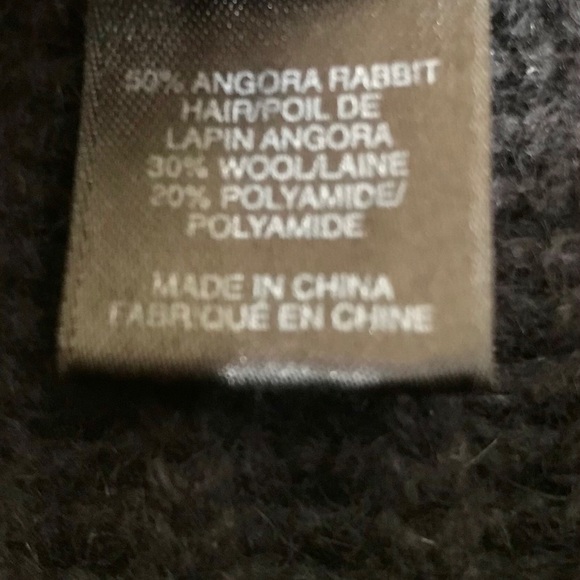 50% ANGORA RABBIT
HAIR/POIL DE
LAPIN ANGORA
30% WOOL/LAINE
20% POLYAMIDE/
POLYAMIDE
MADE IN CHINA
FABRIQUÉ EN CHINE